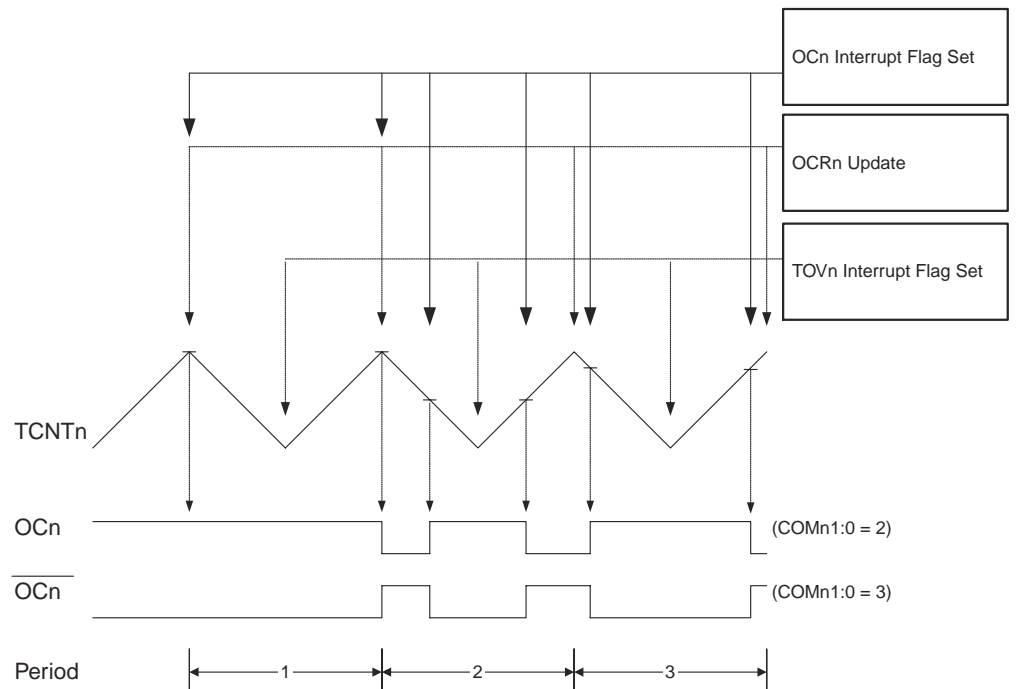 OCn Interrupt Flag Set
OCRn Update
TOVn Interrupt Flag Set
TCNTn
OCn
(COMn1:0 = 2)
OCn
(COMn1:0 = 3)
Period
1
2
3